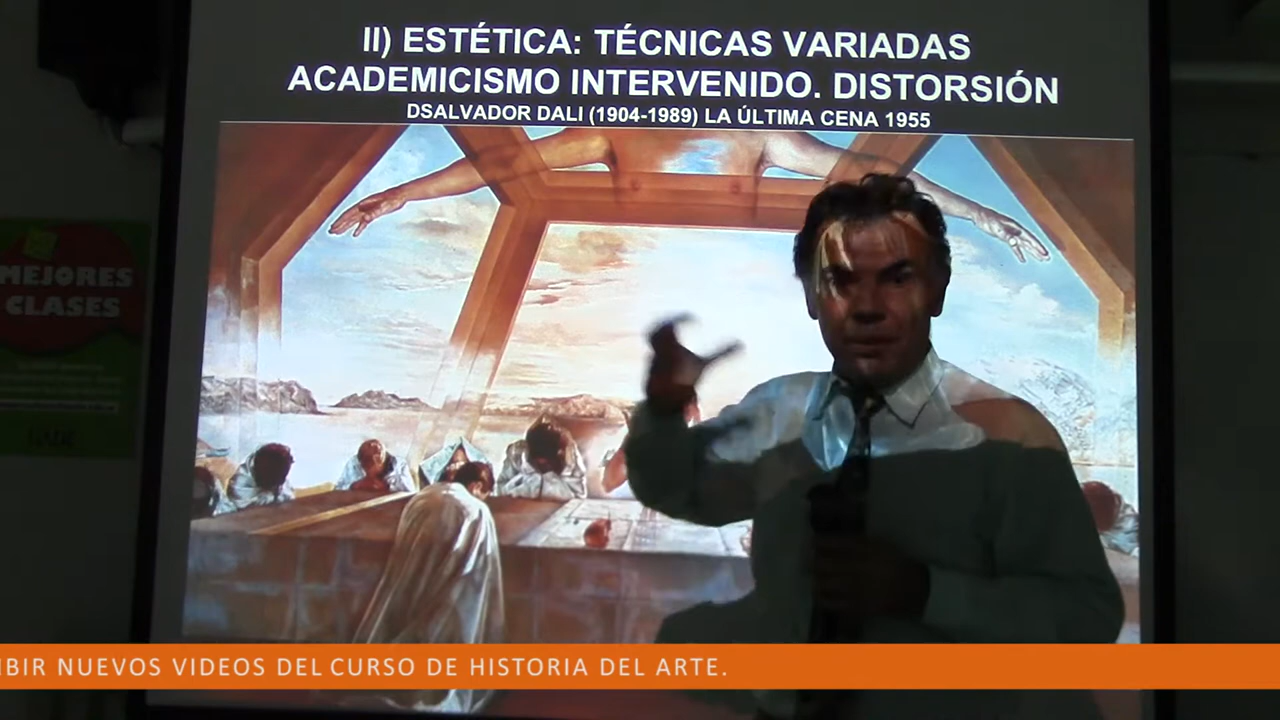 II) ESTÉTICA: TÉCNICAS VARIADAS
ACADEMICISMO INTERVENIDO. DISTORSIÓN
DSALVADOR DALI (1904-1989) LA ÚLTIMA CENA 1955
MEJORES
CLASES
IBIR NUEVOS VIDEOS DEL CURSO DE HISTORIA DEL ARTE.